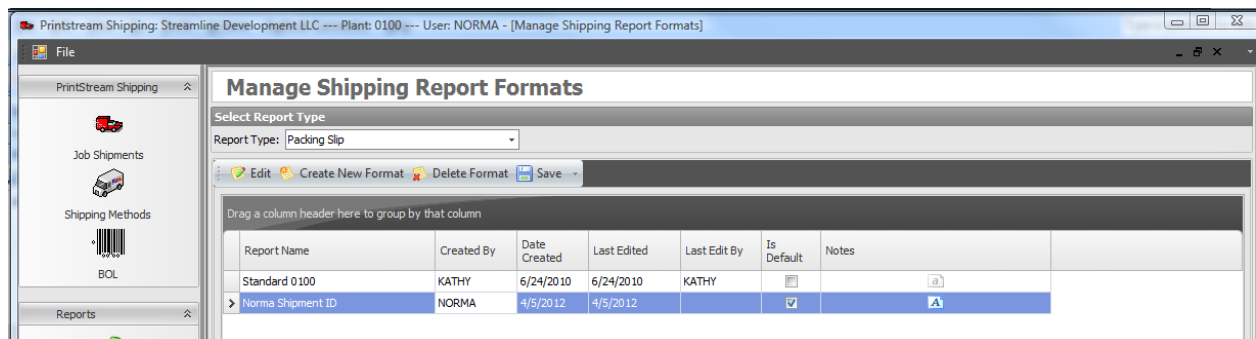 Printstream Shipping: Streamline Development LLC --- Plant: 0100 --- User: NORMA - [Manage Shipping Report Formats]
File
PrintStream Shipping
Job Shipments
Shipping Methods
BOL
Reports
Manage Shipping Report Formats
Select Report Type
Report Type: Packing Slip
Edit Create New Format Delete Format Save
Drag a column header here to group by that column
Report Name Created By Date Created Last Edited Last Edit By Is Default Notes
Standard 0100 KATHY 6/24/2010 6/24/2010 KATHY a
Norma Shipment ID NORMA 4/5/2012 4/5/2012 A